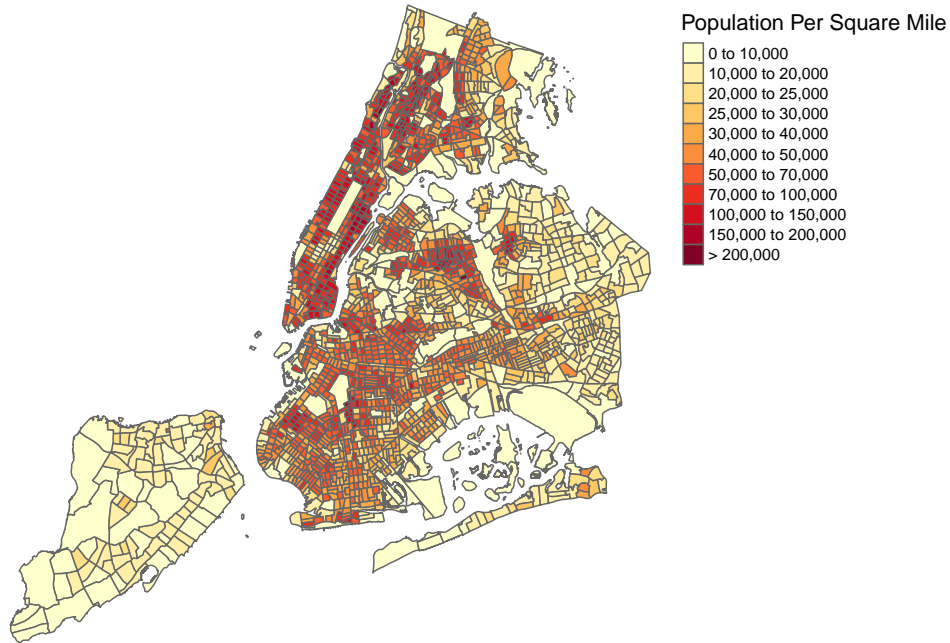 Population Per Square Mile
0 to 10,000
10,000 to 20,000
20,000 to 25,000
25,000 to 30,000
30,000 to 40,000
40,000 to 50,000
50,000 to 70,000
70,000 to 100,000
100,000 to 150,000
150,000 to 200,000
> 200,000